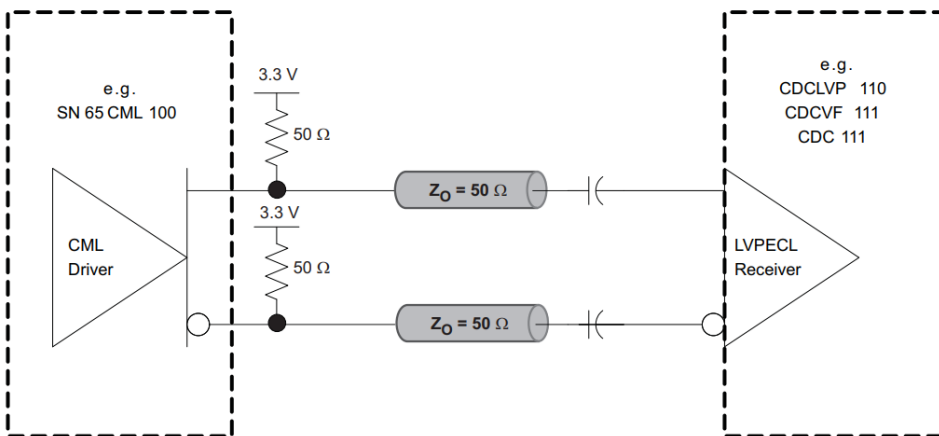 e.g.
SN 65 CML 100
CML
Driver
3.3 V
50 Ω
3.3 V
50 Ω
Z_O = 50 Ω
Z_O = 50 Ω
e.g.
CDCLVP 110
CDCVF 111
CDC 111
LVPECL
Receiver